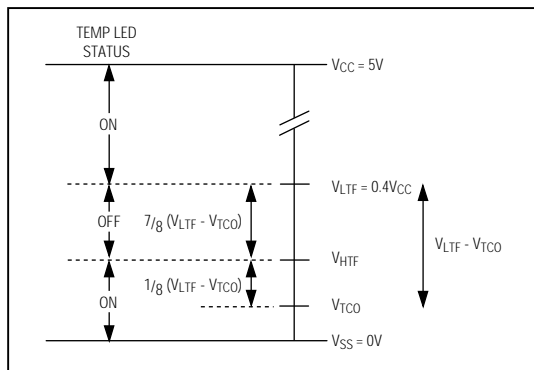 TEMP LED
STATUS
VCC = 5V
ON
VLTF = 0.4VCC
OFF
7/8 (VLTF - VTCO)
VLTF - VTCO
VHTF
1/8 (VLTF - VTCO)
ON
VTCO
VSS = 0V